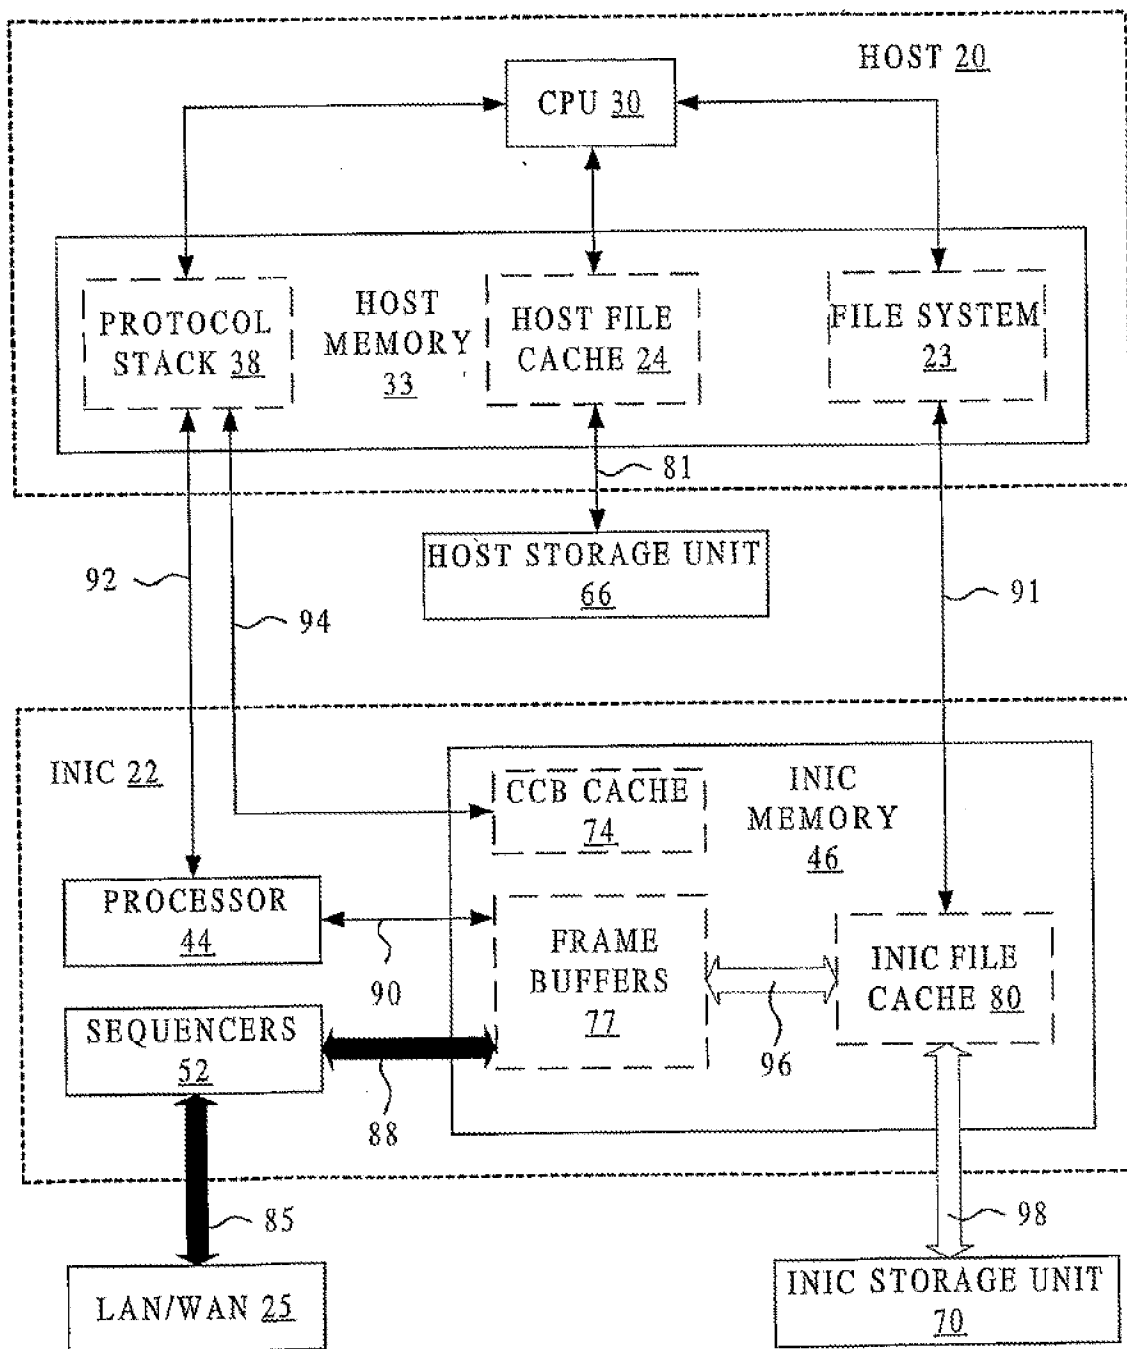 HOST 20
CPU 30
PROTOCOL
STACK 38
HOST
MEMORY
33
HOST FILE
CACHE 24
FILE SYSTEM
23
81
HOST STORAGE UNIT
66
92
94
91
INIC 22
CCB CACHE
74
INIC
MEMORY
46
PROCESSOR
44
90
FRAME
BUFFERS
77
96
INIC FILE
CACHE 80
SEQUENCERS
52
88
85
98
LAN/WAN 25
INIC STORAGE UNIT
70